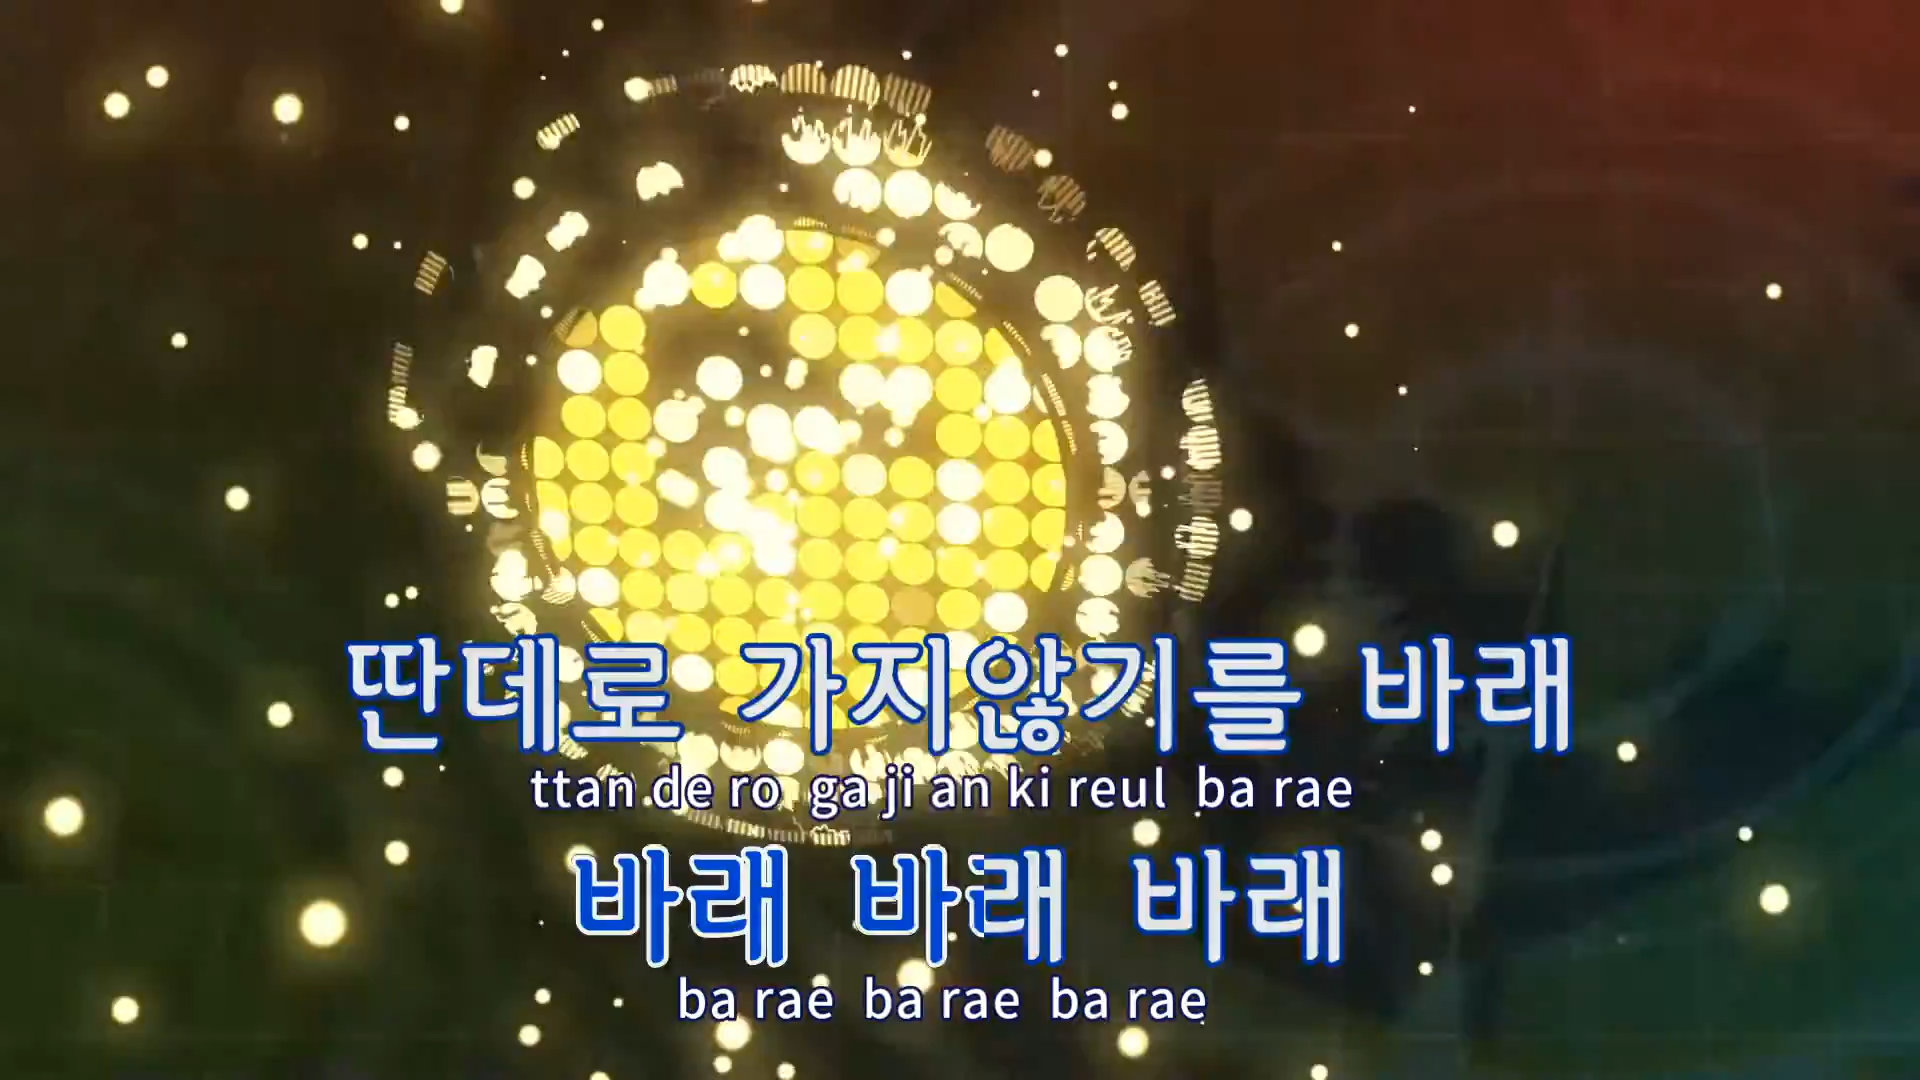 딴데로 가지않기를 바래
ttan de ro ga ji an ki reul ba rae
바래 바래 바래
ba rae ba rae ba rae